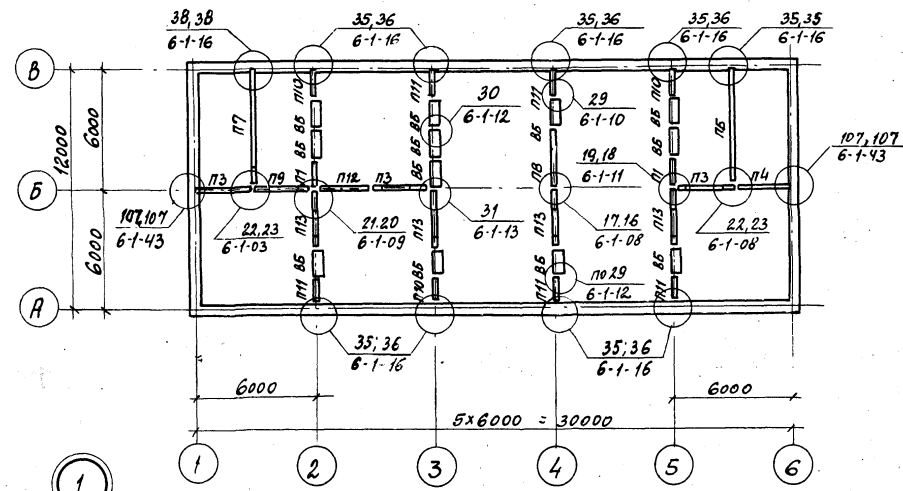 38,38
6-1-16
35,36
6-1-16
35,36
6-1-16
35,36
6-1-16
35,35
6-1-16
В
Б
А
12000
6000
6000
П7
П10
ВБ
ВБ
П1
П11
ВБ
ВБ
ВБ
П11
ВБ
П8
П10
ВБ
ВБ
П1
П5
30
6-1-12
29
6-1-10
19,18
6-1-11
107,107
6-1-43
П3
П9
П12
П3
П3
П4
107,107
6-1-43
22,23
6-1-03
21.20
6-1-09
31
6-1-13
17.16
6-1-08
22,23
6-1-08
П13
ВБ
П11
П13
ВБ
П10
П13
ВБ
П11
П13
ВБ
П11
по 29
6-1-12
35;36
6-1-16
35;36
6-1-16
6000
6000
5x6000 = 30000
1
2
3
4
5
6
1